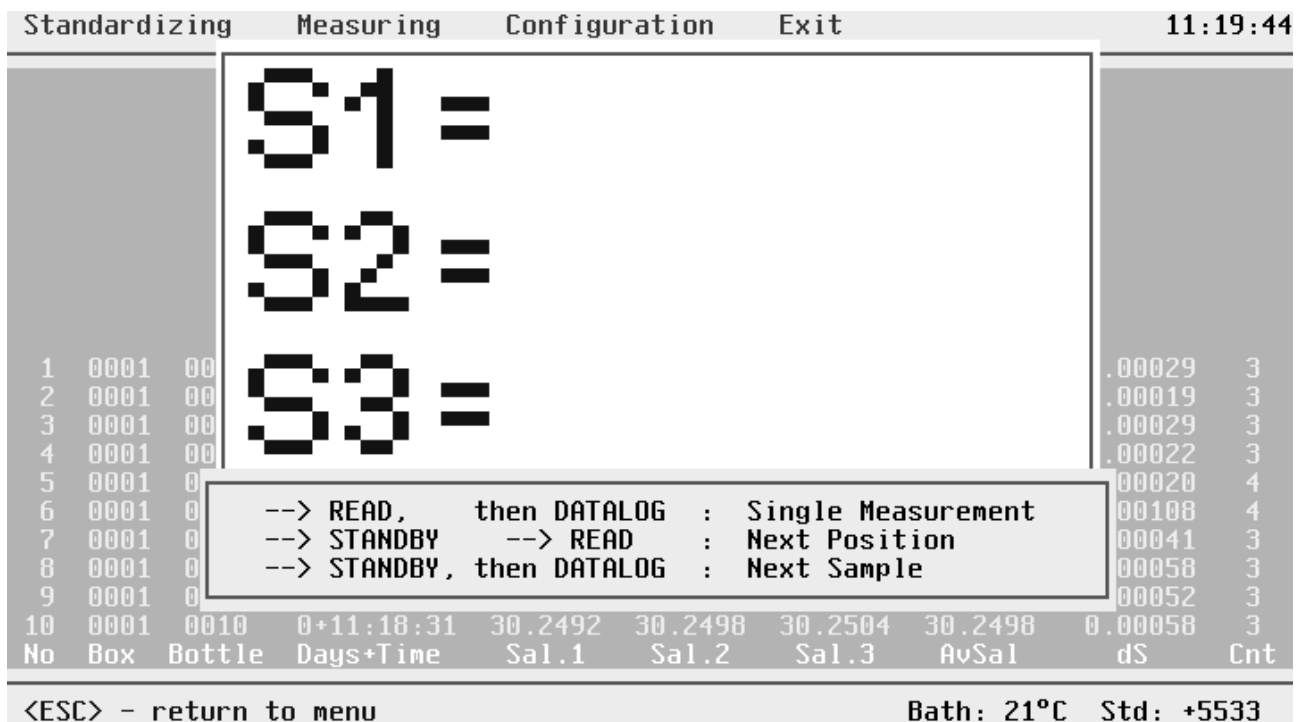 Standardizing Measuring Configuration Exit 11:19:44
S1=
S2=
S3=
1 0001 00 .00029 3
2 0001 00 .00019 3
3 0001 00 .00029 3
4 0001 00 .00022 3
5 0001 0 00020 4
6 0001 0 00108 4
7 0001 0 00041 3
8 0001 0 00058 3
9 0001 0 00052 3
--> READ, then DATALOG : Single Measurement
--> STANDBY --> READ : Next Position
--> STANDBY, then DATALOG : Next Sample
10 0001 0010 0+11:18:31 30.2492 30.2498 30.2504 30.2498 0.00058 3
No Box Bottle Days+Time Sal.1 Sal.2 Sal.3 AvSal dS Cnt
<ESC> - return to menu Bath: 21°C Std: +5533